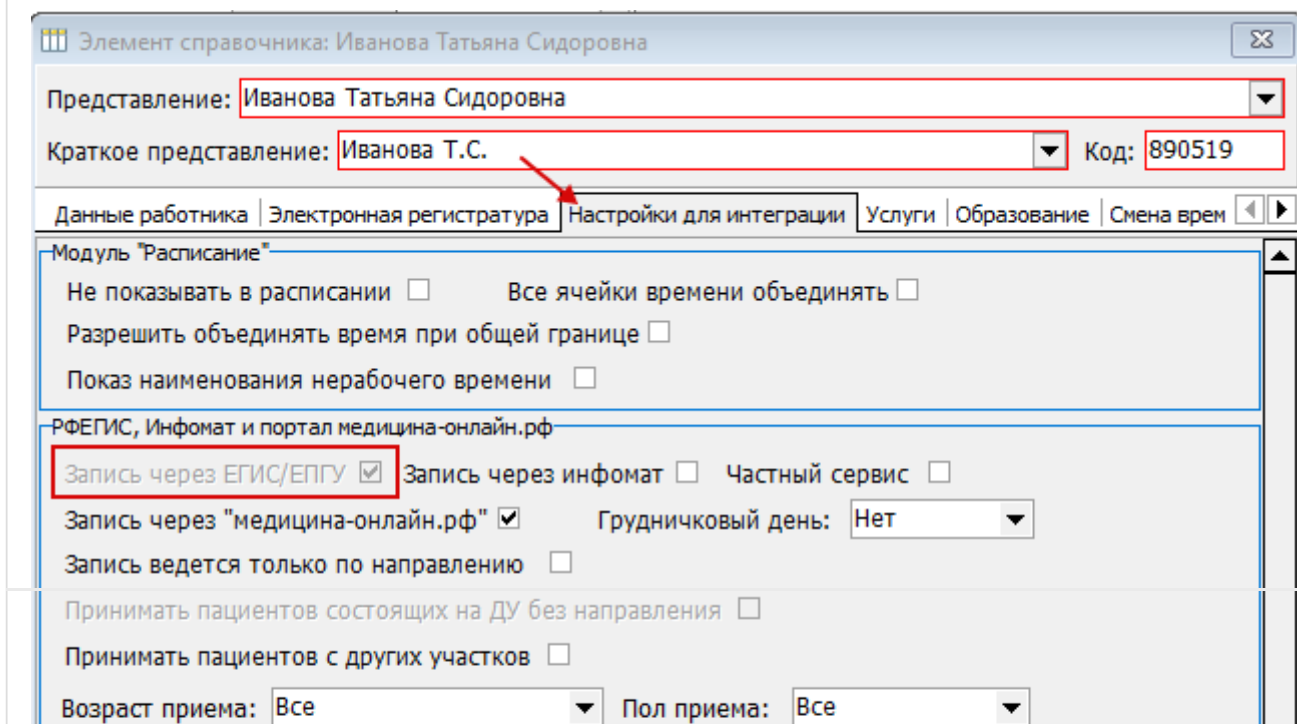 Элемент справочника: Иванова Татьяна Сидоровна
Представление: Иванова Татьяна Сидоровна
Краткое представление: Иванова Т.С. Код: 890519
Данные работника Электронная регистратура Настройки для интеграции Услуги Образование Смена врем
Модуль "Расписание"
Не показывать в расписании Все ячейки времени объединять
Разрешить объединять время при общей границе
Показ наименования нерабочего времени
РФЕГИС, Инфомат и портал медицина-онлайн.рф
Запись через ЕГИС/ЕПГУ Запись через инфомат Частный сервис
Запись через "медицина-онлайн.рф" Грудничковый день: Нет
Запись ведется только по направлению
Принимать пациентов состоящих на ДУ без направления
Принимать пациентов с других участков
Возраст приема: Все Пол приема: Все